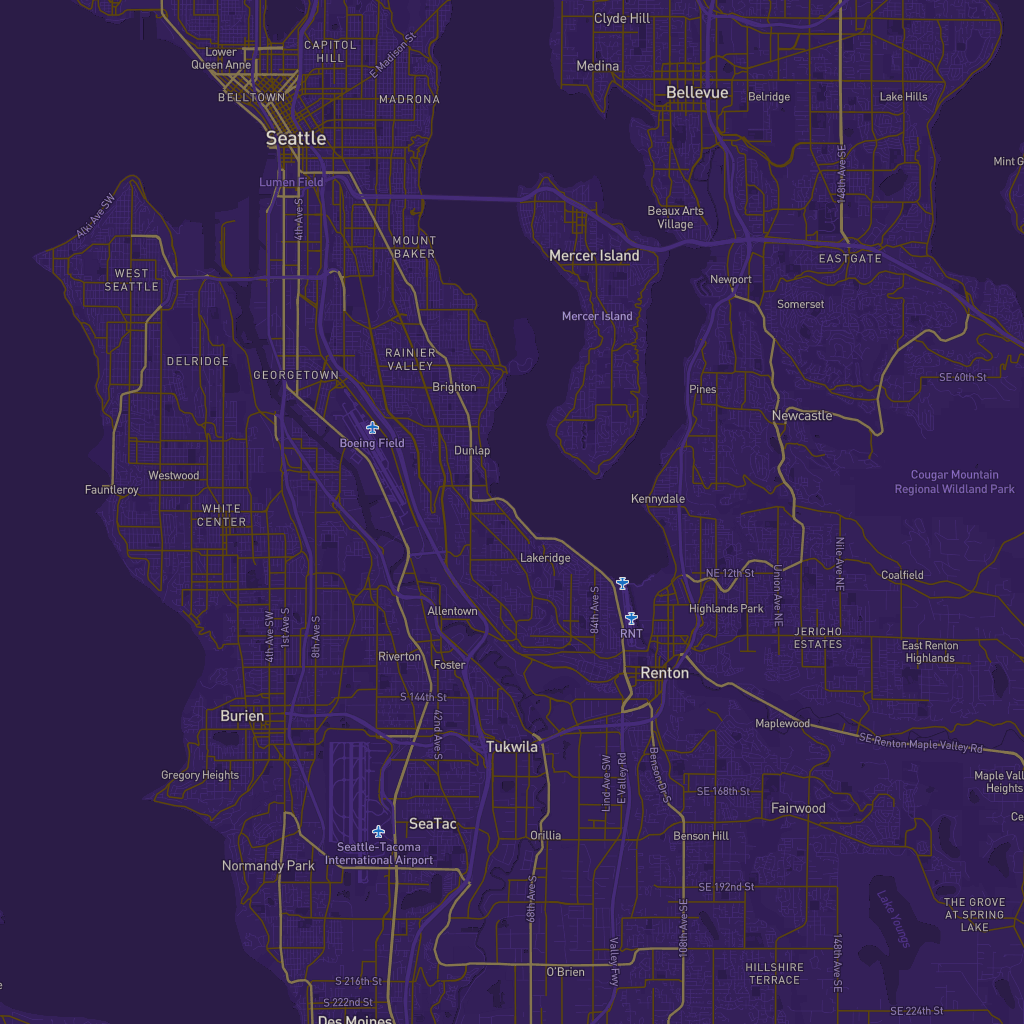 Clyde Hill
Lower
Queen Anne
CAPITOL
HILL
E Madison St
Medina
BELLTOWN
MADRONA
Bellevue
Belridge
Lake Hills
Seattle
148th Ave SE
Lumen Field
Alki Ave SW
4th Ave S
Beaux Arts
Village
MOUNT
BAKER
Mercer Island
EASTGATE
WEST
SEATTLE
Newport
Somerset
Mercer Island
DELRIDGE
RAINIER
VALLEY
GEORGETOWN
Brighton
Pines
SE 60th St
Newcastle
Boeing Field
Dunlap
Westwood
Cougar Mountain
Regional Wildland Park
Fauntleroy
Kennydale
WHITE
CENTER
Lakeridge
NE 12th St
Nile Ave NE
Coalfield
Union Ave NE
84th Ave S
Allentown
Highlands Park
4th Ave SW
1st Ave S
8th Ave S
RNT
JERICHO
ESTATES
East Renton
Highlands
Riverton
Foster
Renton
S 144th St
Burien
42nd Ave S
Maplewood
Tukwila
SE Renton Maple Valley Rd
Gregory Heights
Lind Ave SW
E Valley Rd
Benson Dr S
SE 168th St
Maple Val
Heights
Fairwood
SeaTac
Orillia
Benson Hill
Seattle-Tacoma
International Airport
Normandy Park
SE 192nd St
68th Ave S
108th Ave SE
Lake Youngs
THE GROVE
AT SPRING
LAKE
148th Ave SE
Valley Fwy
O'Brien
HILLSHIRE
TERRACE
S 216th St
S 222nd St
SE 224th St
Des Moines